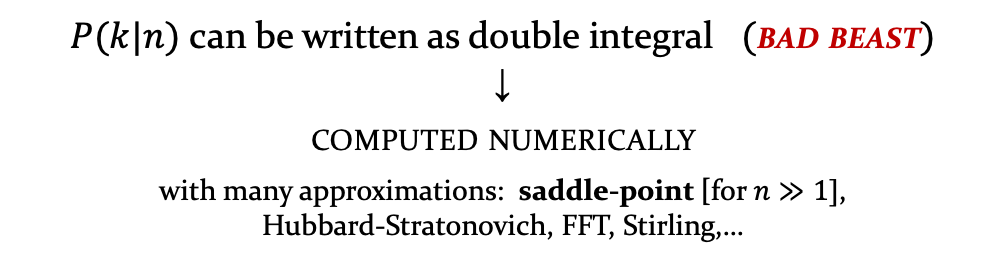 P(k|n) can be written as double integral (BAD BEAST)
↓
COMPUTED NUMERICALLY
with many approximations: saddle-point [for n ≫ 1],
Hubbard-Stratonovich, FFT, Stirling,...